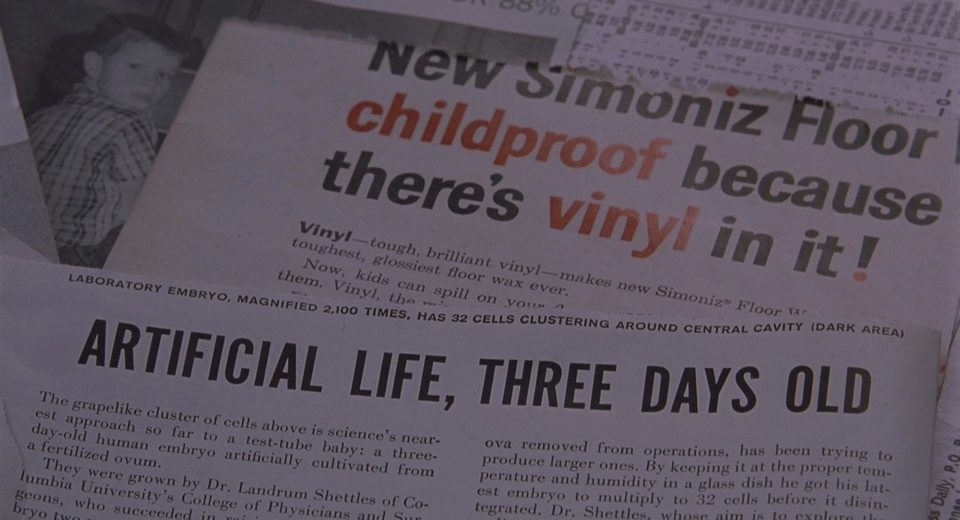 OR 88%
New Simoniz Floor
childproof because
there's vinyl in it!
Vinyl—tough, brilliant vinyl—makes new Simoniz® Floor
toughest, glossiest floor wax ever.
Now, kids can spill on your
them. Vinyl, the
LABORATORY EMBRYO, MAGNIFIED 2,100 TIMES, HAS 32 CELLS CLUSTERING AROUND CENTRAL CAVITY (DARK AREA)
ARTIFICIAL LIFE, THREE DAYS OLD
The grapelike cluster of cells above is science's near-
est approach so far to a test-tube baby: a three-
day-old human embryo artificially cultivated from
a fertilized ovum.
They were grown by Dr. Landrum Shettles of Co-
lumbia University's College of Physicians and Sur-
geons, who succeeded in
bryo two
ova removed from operations, has been trying to
produce larger ones. By keeping it at the proper tem-
perature and humidity in a glass dish he got his lat-
est embryo to multiply to 32 cells before it disin-
tegrated. Dr. Shettles, whose aim is to explore the
Daily, P.O.